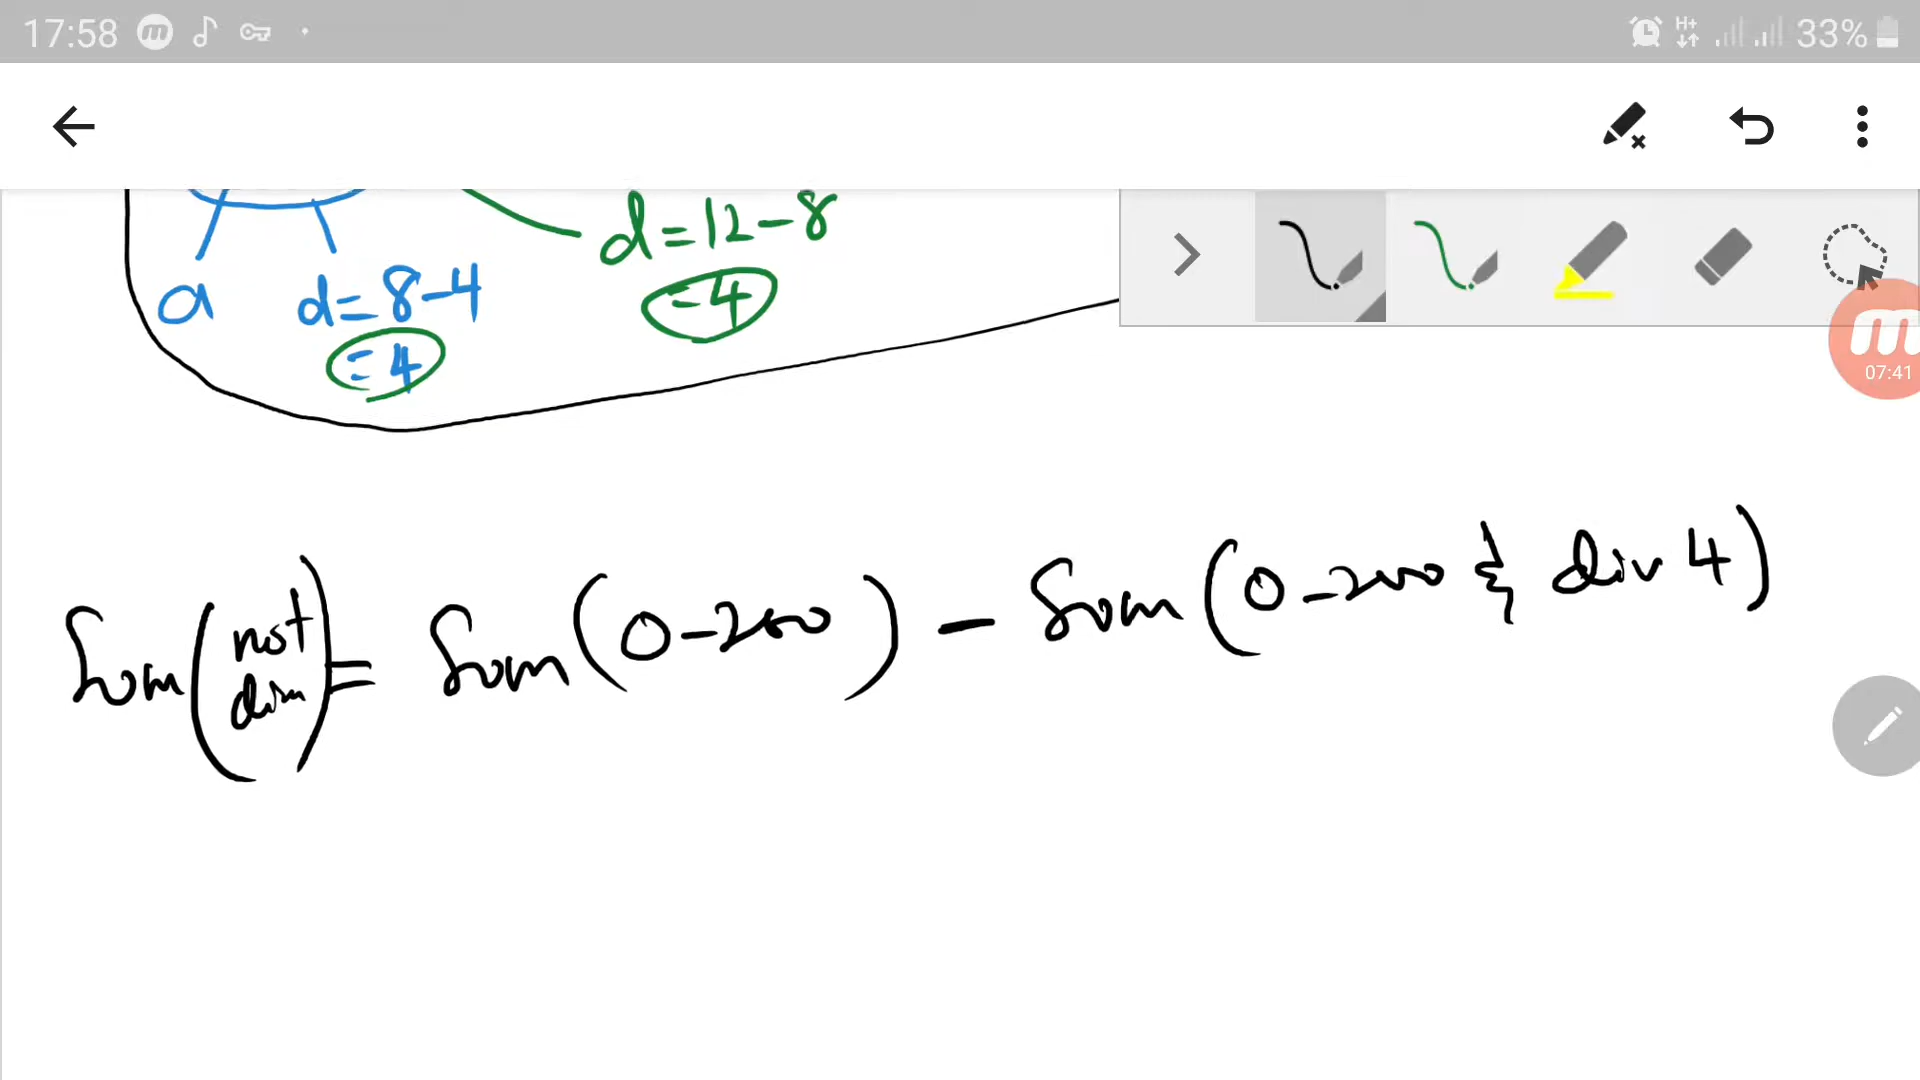 17:58 33%
d=12-8
=4
a d=8-4
=4
07:41
Sum(not div)= Sum(0-200) - Sum(0-200 & div 4)